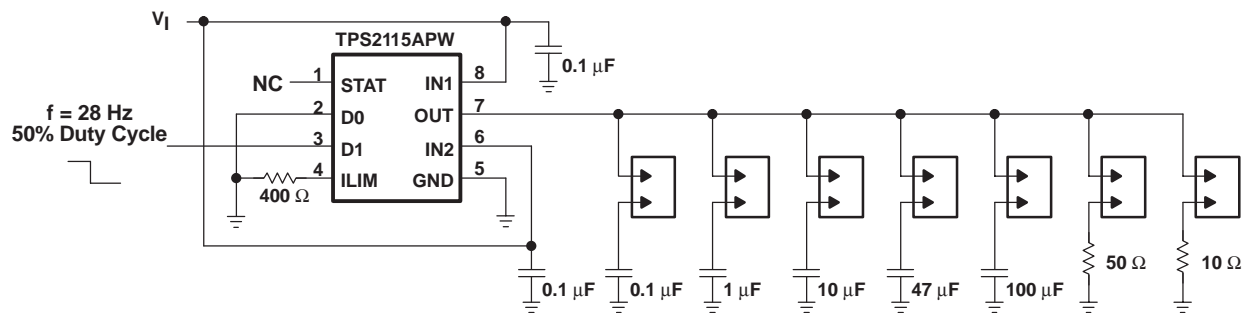 VI
TPS2115APW
0.1 μF
NC
1
STAT
IN1
8
f = 28 Hz
50% Duty Cycle
2
D0
OUT
7
3
D1
IN2
6
4
ILIM
GND
5
400 Ω
0.1 μF
0.1 μF
1 μF
10 μF
47 μF
100 μF
50 Ω
10 Ω